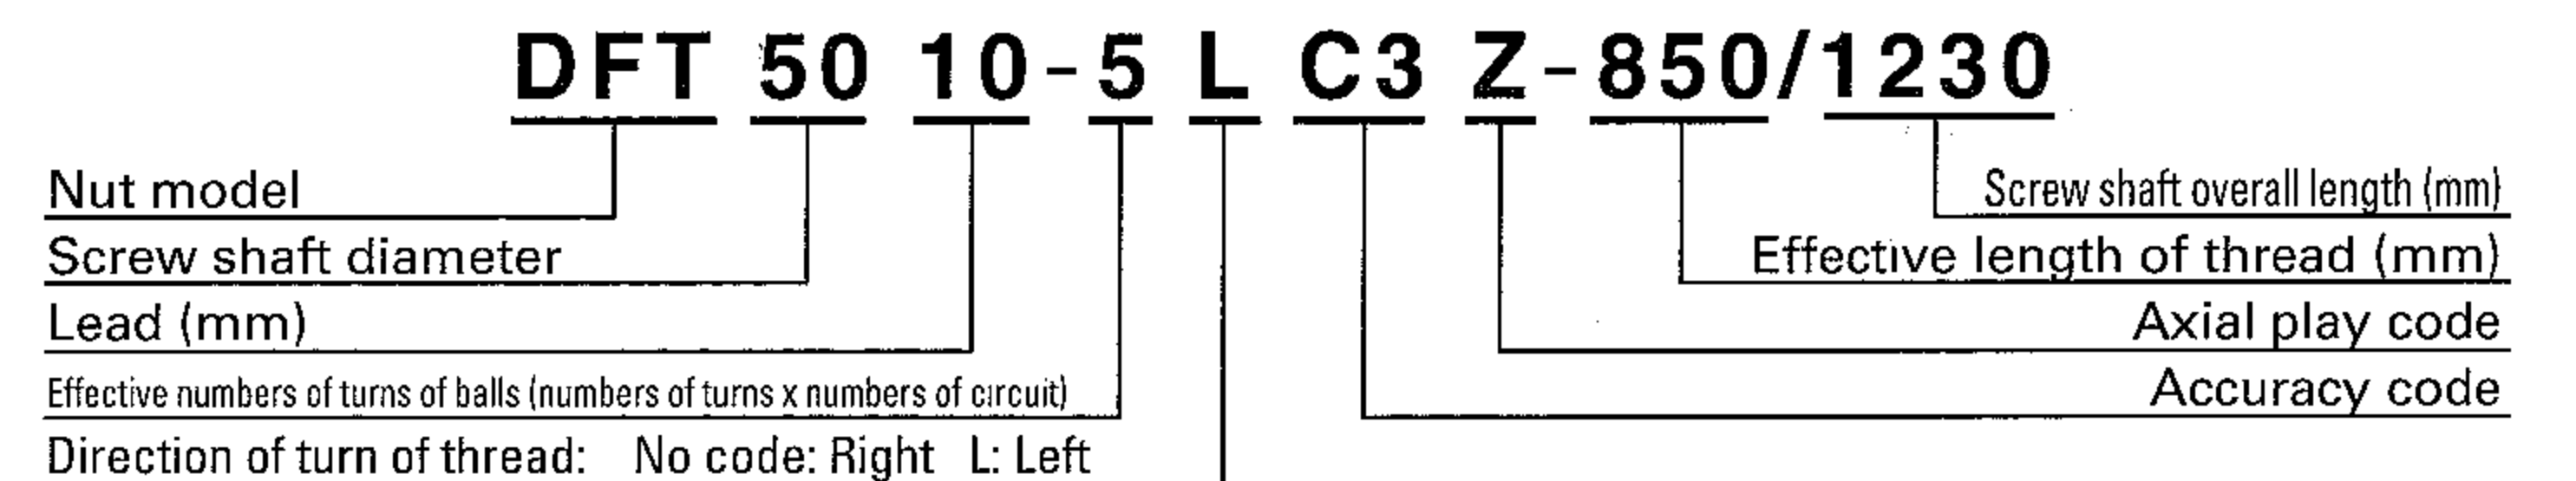 DFT 50 10-5 L C3 Z-850/1230
Nut model
Screw shaft overall length (mm)
Screw shaft diameter
Effective length of thread (mm)
Lead (mm)
Axial play code
Effective numbers of turns of balls (numbers of turns x numbers of circuit)
Accuracy code
Direction of turn of thread: No code: Right L: Left